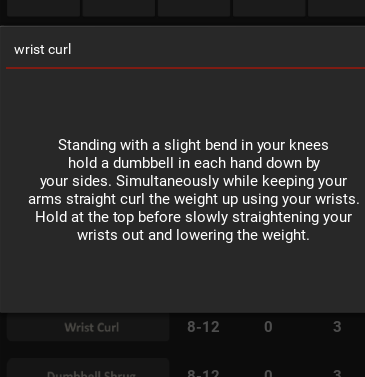 wrist curl
Standing with a slight bend in your knees
hold a dumbbell in each hand down by
your sides. Simultaneously while keeping your
arms straight curl the weight up using your wrists.
Hold at the top before slowly straightening your
wrists out and lowering the weight.
Wrist Curl 8-12 0 3
Dumbbell Shrug 8-12 0 3